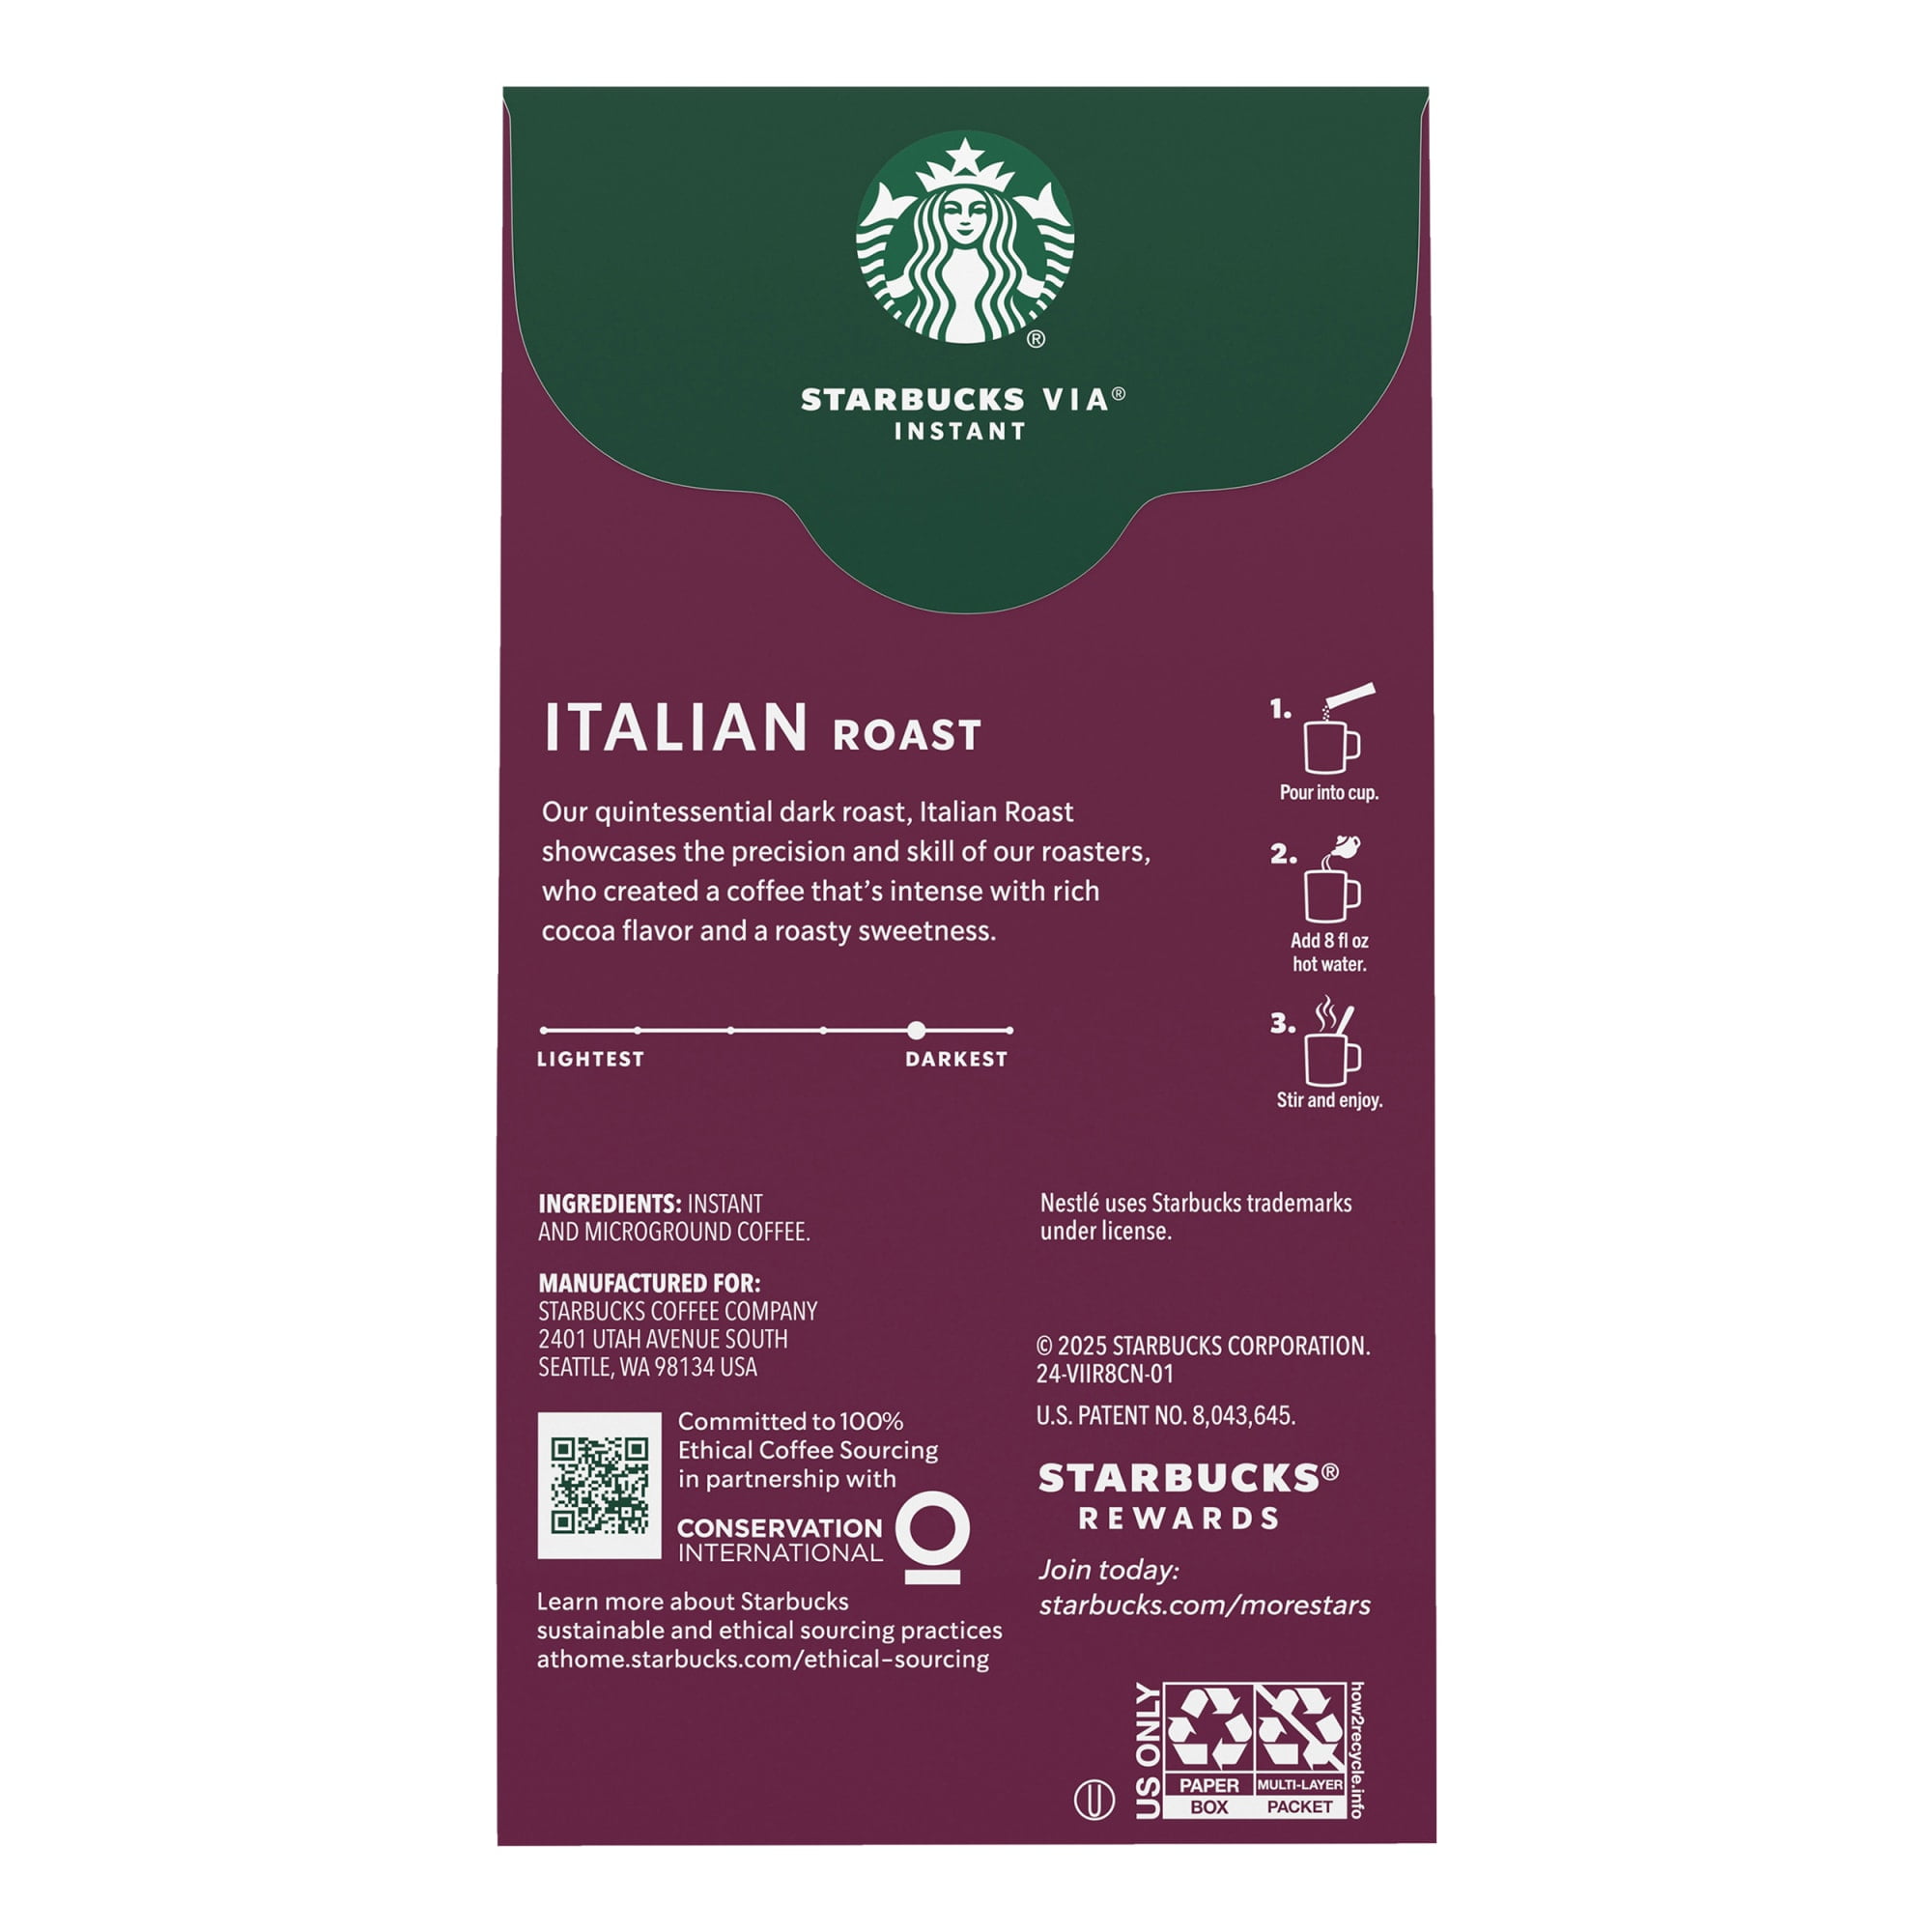 ®
STARBUCKS VIA®
INSTANT
ITALIAN ROAST
Our quintessential dark roast, Italian Roast
showcases the precision and skill of our roasters,
who created a coffee that's intense with rich
cocoa flavor and a roasty sweetness.
LIGHTEST DARKEST
1.
Pour into cup.
2.
Add 8 fl oz
hot water.
3.
Stir and enjoy.
INGREDIENTS: INSTANT
AND MICROGROUND COFFEE.
MANUFACTURED FOR:
STARBUCKS COFFEE COMPANY
2401 UTAH AVENUE SOUTH
SEATTLE, WA 98134 USA
Committed to 100%
Ethical Coffee Sourcing
in partnership with
CONSERVATION
INTERNATIONAL
Learn more about Starbucks
sustainable and ethical sourcing practices
athome.starbucks.com/ethical-sourcing
Nestlé uses Starbucks trademarks
under license.
© 2025 STARBUCKS CORPORATION.
24-VIIR8CN-01
U.S. PATENT NO. 8,043,645.
STARBUCKS®
REWARDS
Join today:
starbucks.com/morestars
U
US ONLY
PAPER
BOX
MULTI-LAYER
PACKET
how2recycle.info